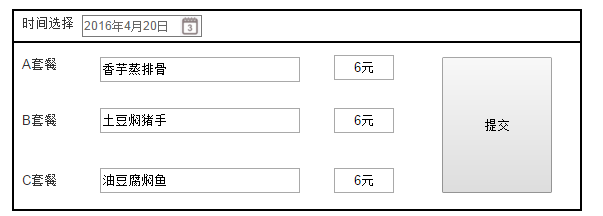 时间选择 2016年4月20日 3
A套餐 香芋蒸排骨 6元
提交
B套餐 土豆焖猪手 6元
C套餐 油豆腐焖鱼 6元